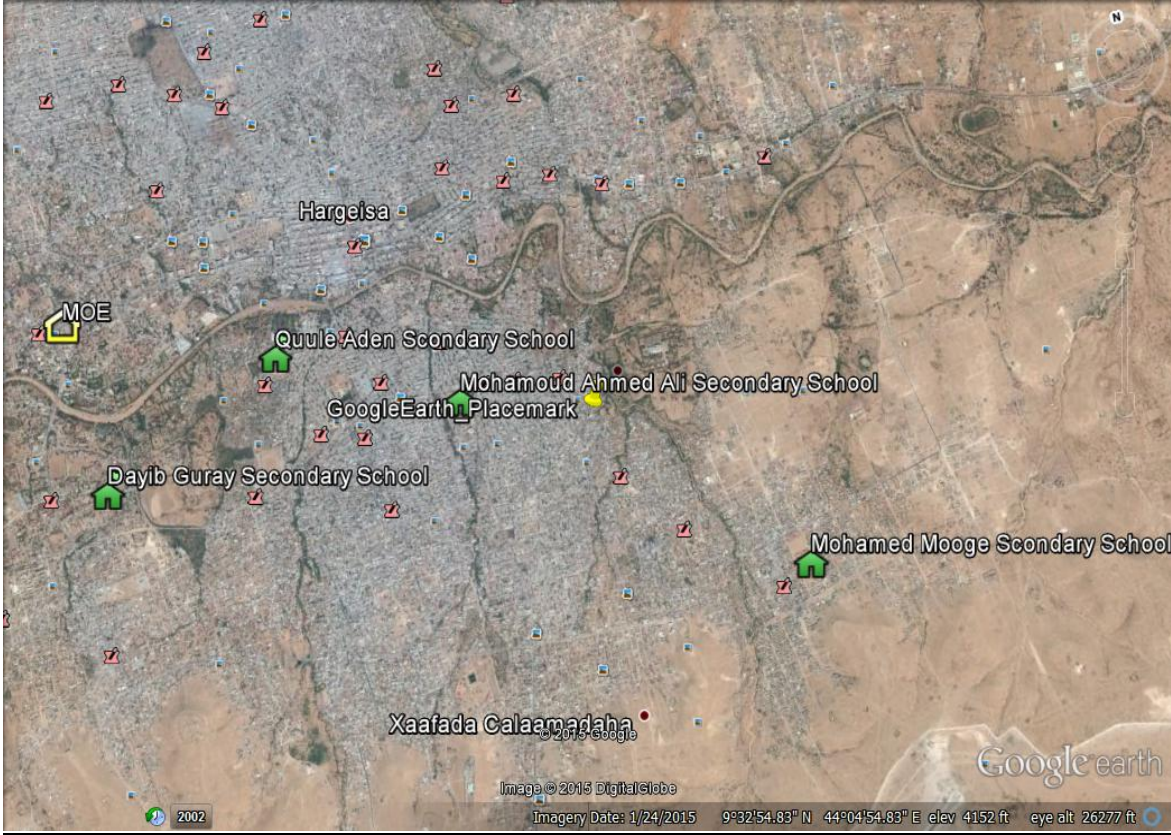 N
Hargeisa
MOE
Quule Aden Scondary School
Mohamoud Ahmed Ali Secondary School
GoogleEarth_Placemark
Dayib Guray Secondary School
Mohamed Mooge Scondary School
Xaafada Calaamadaha
© 2015 Google
Google earth
Image © 2015 DigitalGlobe
2002
Imagery Date: 1/24/2015 9°32'54.83" N 44°04'54.83" E elev 4152 ft eye alt 26277 ft